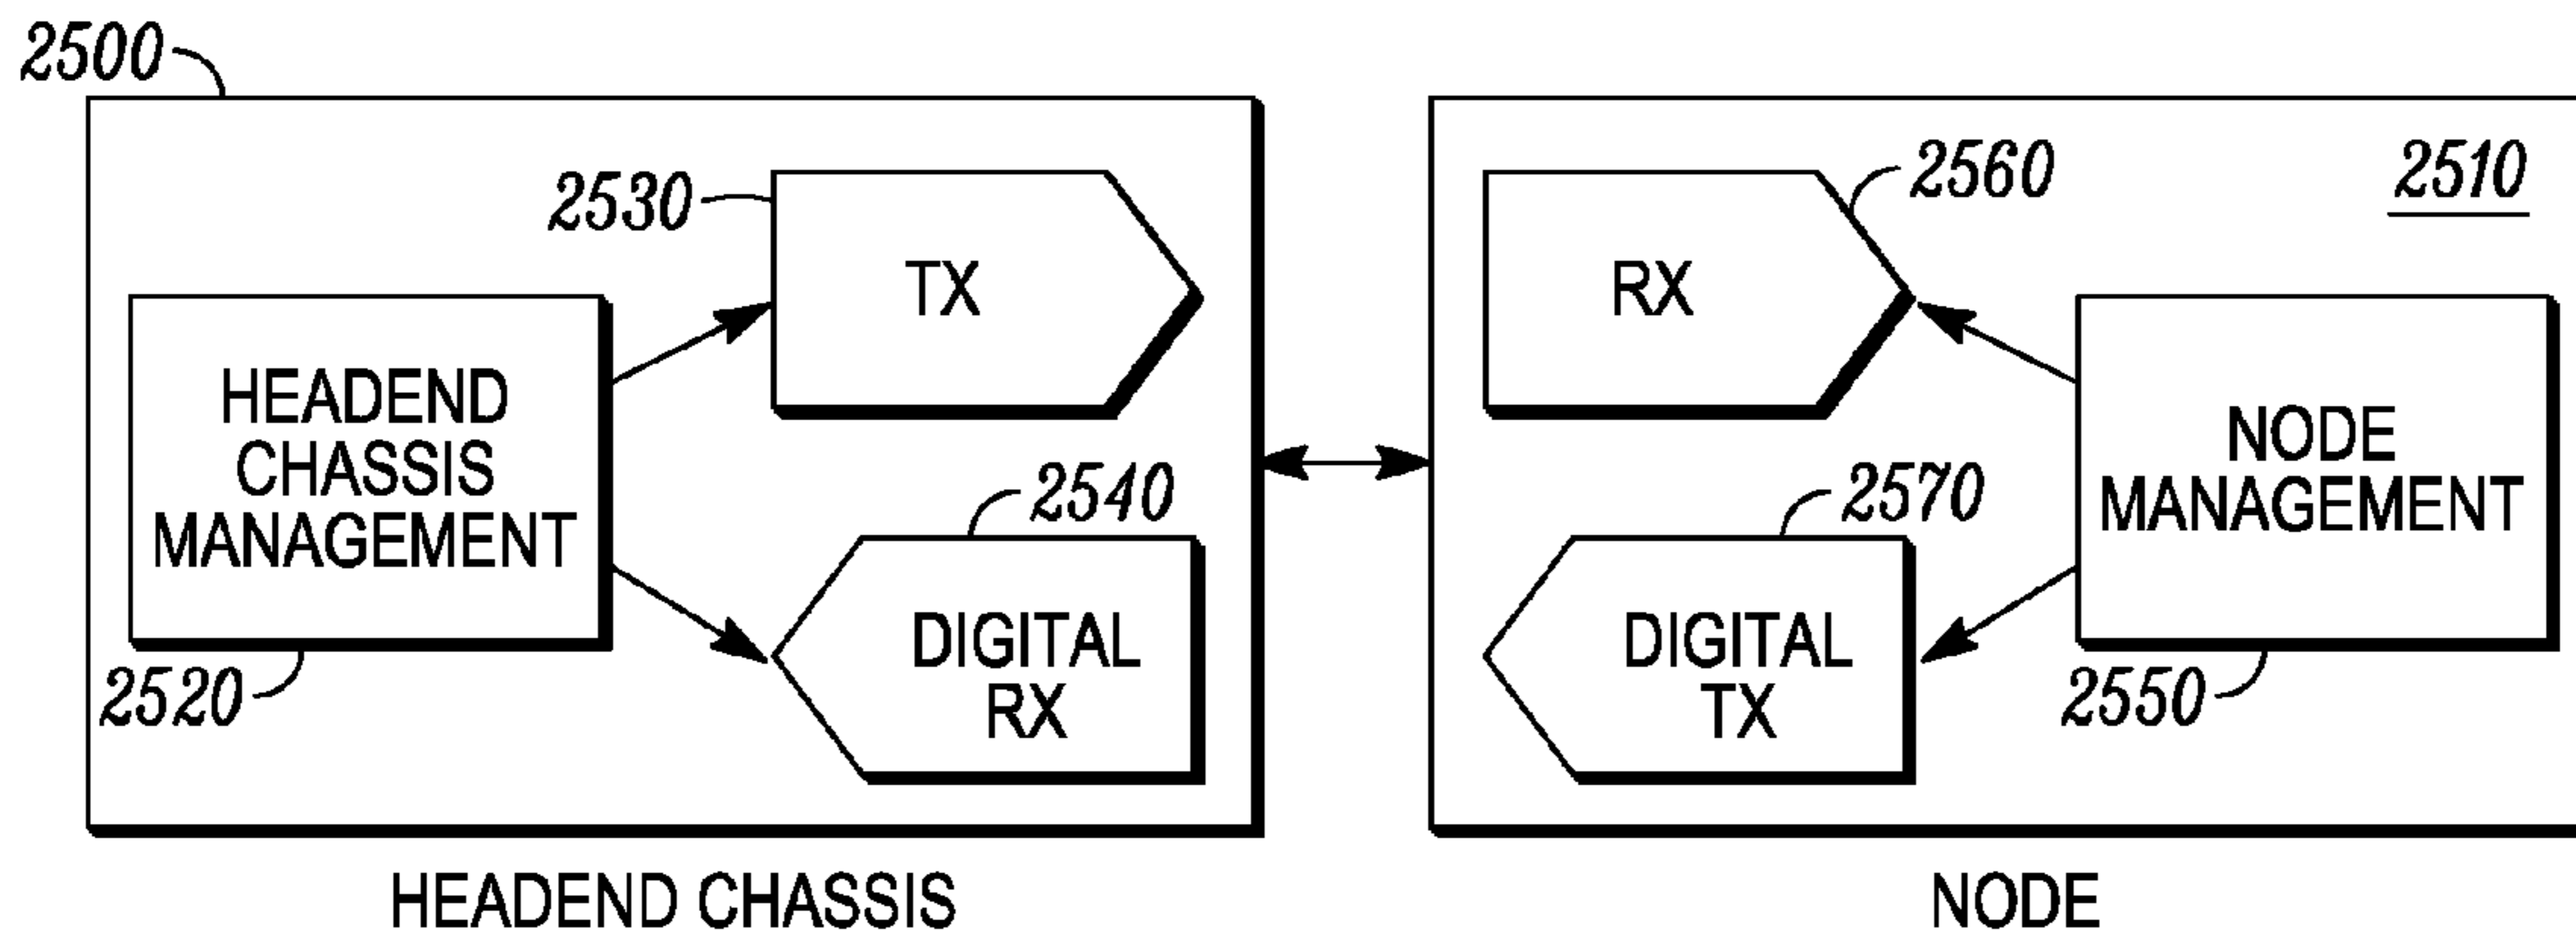 2500
2510
2530
2560
TX
RX
HEADEND
CHASSIS
MANAGEMENT
NODE
MANAGEMENT
2540
2570
DIGITAL
RX
DIGITAL
TX
2520
2550
HEADEND CHASSIS
NODE